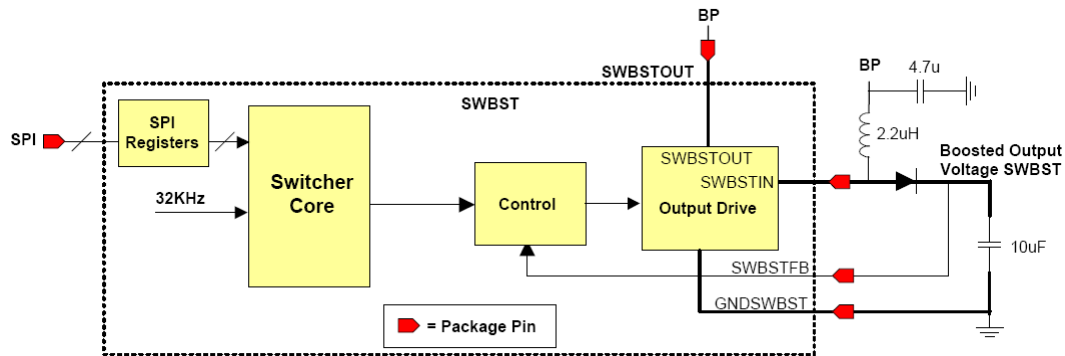 BP
SWBSTOUT
BP
4.7u
SWBST
SPI
SPI
Registers
2.2uH
Boosted Output
Voltage SWBST
SWBSTOUT
SWBSTIN
Switcher
Core
32KHz
Control
Output Drive
10uF
SWBSTFB
GNDSWBST
= Package Pin